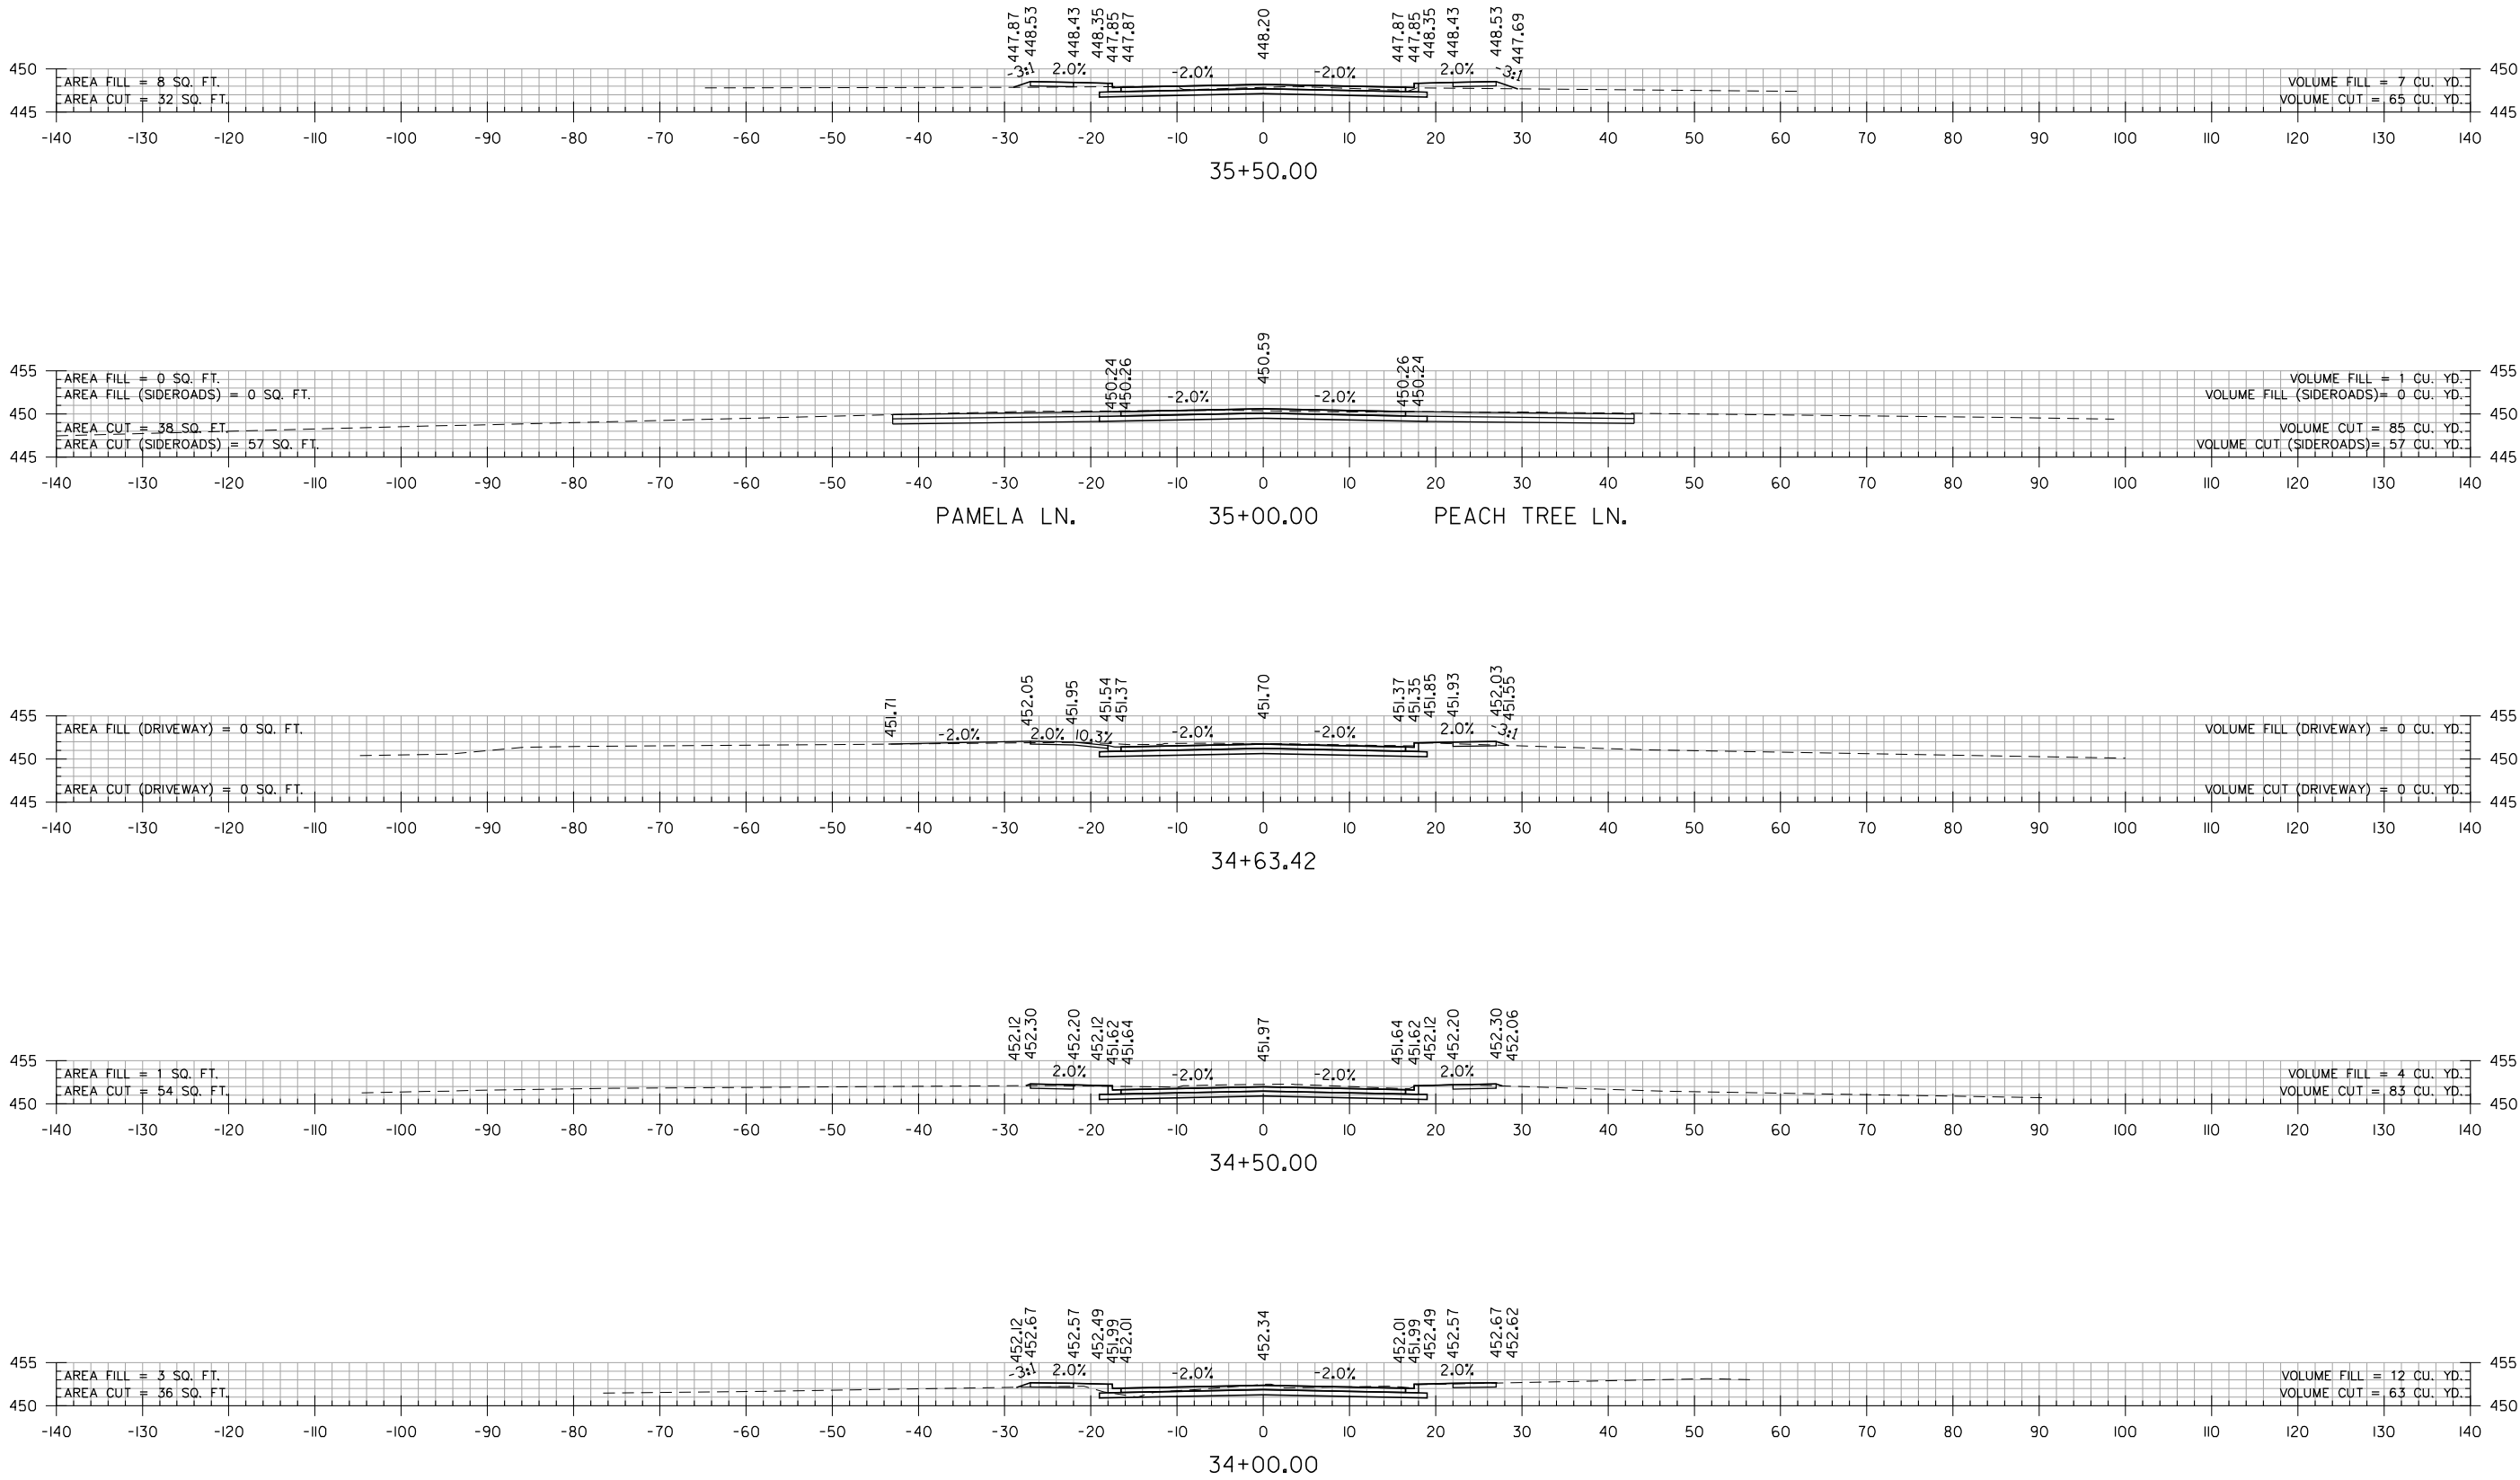 447.87 448.53 448.43 448.35 447.85 447.87 448.20 447.87 447.85 448.35 448.43 448.53 447.69
-3:1 2.0% -2.0% -2.0% 2.0% -3:1
450 AREA FILL = 8 SQ. FT. VOLUME FILL = 7 CU. YD. 450
AREA CUT = 32 SQ. FT. VOLUME CUT = 65 CU. YD.
445 445
-140 -130 -120 -110 -100 -90 -80 -70 -60 -50 -40 -30 -20 -10 0 10 20 30 40 50 60 70 80 90 100 110 120 130 140
35+50.00
450.24 450.26 450.59 450.26 450.24
455 AREA FILL = 0 SQ. FT. VOLUME FILL = 1 CU. YD. 455
AREA FILL (SIDEROADS) = 0 SQ. FT. -2.0% -2.0% VOLUME FILL (SIDEROADS)= 0 CU. YD.
450 450
AREA CUT = 38 SQ. FT. VOLUME CUT = 85 CU. YD.
AREA CUT (SIDEROADS) = 57 SQ. FT. VOLUME CUT (SIDEROADS)= 57 CU. YD.
445 445
-140 -130 -120 -110 -100 -90 -80 -70 -60 -50 -40 -30 -20 -10 0 10 20 30 40 50 60 70 80 90 100 110 120 130 140
PAMELA LN. 35+00.00 PEACH TREE LN.
451.71 452.05 451.95 451.54 451.37 451.70 451.37 451.35 451.85 451.93 452.03 451.55
455 455
AREA FILL (DRIVEWAY) = 0 SQ. FT. -2.0% 2.0% 10.3% -2.0% -2.0% 2.0% -3:1 VOLUME FILL (DRIVEWAY) = 0 CU. YD.
450 450
AREA CUT (DRIVEWAY) = 0 SQ. FT. VOLUME CUT (DRIVEWAY) = 0 CU. YD.
445 445
-140 -130 -120 -110 -100 -90 -80 -70 -60 -50 -40 -30 -20 -10 0 10 20 30 40 50 60 70 80 90 100 110 120 130 140
34+63.42
452.12 452.30 452.20 452.12 451.62 451.64 451.97 451.64 451.62 452.12 452.20 452.30 452.06
455 455
AREA FILL = 1 SQ. FT. 2.0% -2.0% -2.0% 2.0% VOLUME FILL = 4 CU. YD.
AREA CUT = 54 SQ. FT. VOLUME CUT = 83 CU. YD.
450 450
-140 -130 -120 -110 -100 -90 -80 -70 -60 -50 -40 -30 -20 -10 0 10 20 30 40 50 60 70 80 90 100 110 120 130 140
34+50.00
452.12 452.67 452.57 452.49 451.99 452.01 452.34 452.01 451.99 452.49 452.57 452.67 452.62
455 455
AREA FILL = 3 SQ. FT. -3:1 2.0% -2.0% -2.0% 2.0% VOLUME FILL = 12 CU. YD.
AREA CUT = 36 SQ. FT. VOLUME CUT = 63 CU. YD.
450 450
-140 -130 -120 -110 -100 -90 -80 -70 -60 -50 -40 -30 -20 -10 0 10 20 30 40 50 60 70 80 90 100 110 120 130 140
34+00.00